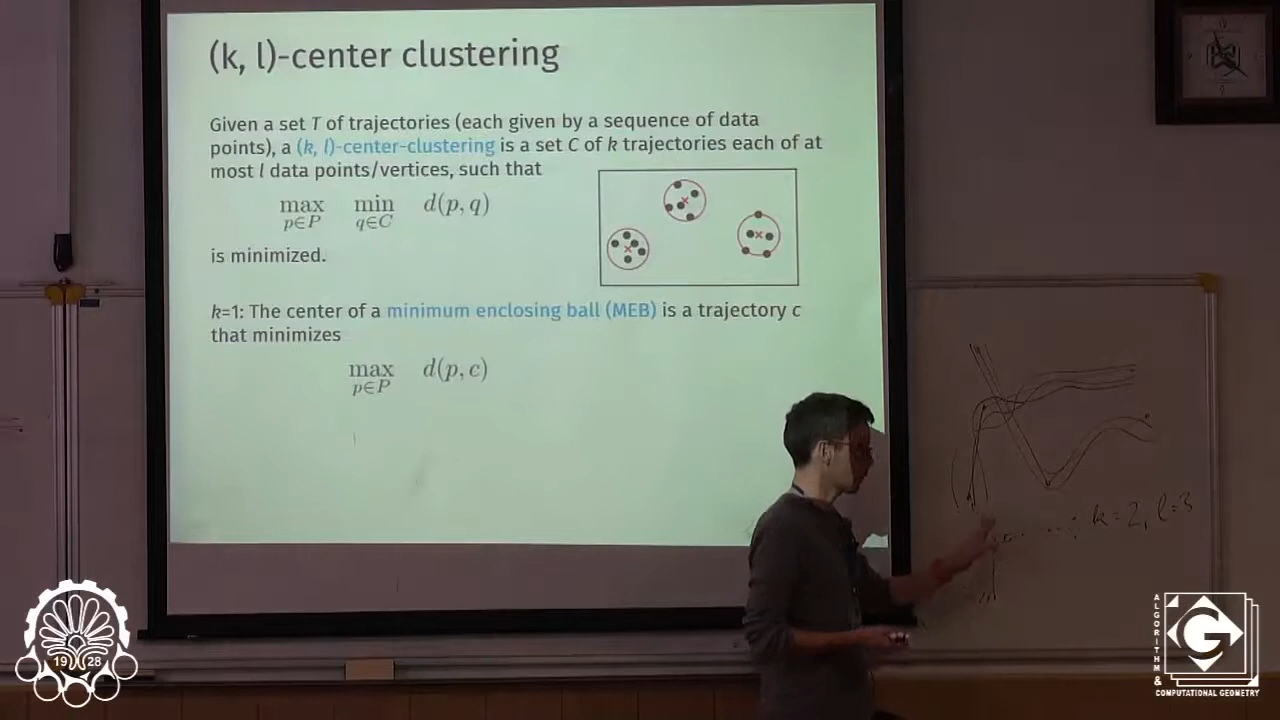 (k, l)-center clustering
Given a set T of trajectories (each given by a sequence of data
points), a (k, l)-center-clustering is a set C of k trajectories each of at
most l data points/vertices, such that
max min d(p, q)
p∈P q∈C
is minimized.
k=1: The center of a minimum enclosing ball (MEB) is a trajectory c
that minimizes
max d(p, c)
p∈P
k=2, l=3
19 28
G
ALGORITHM
&
COMPUTATIONAL GEOMETRY